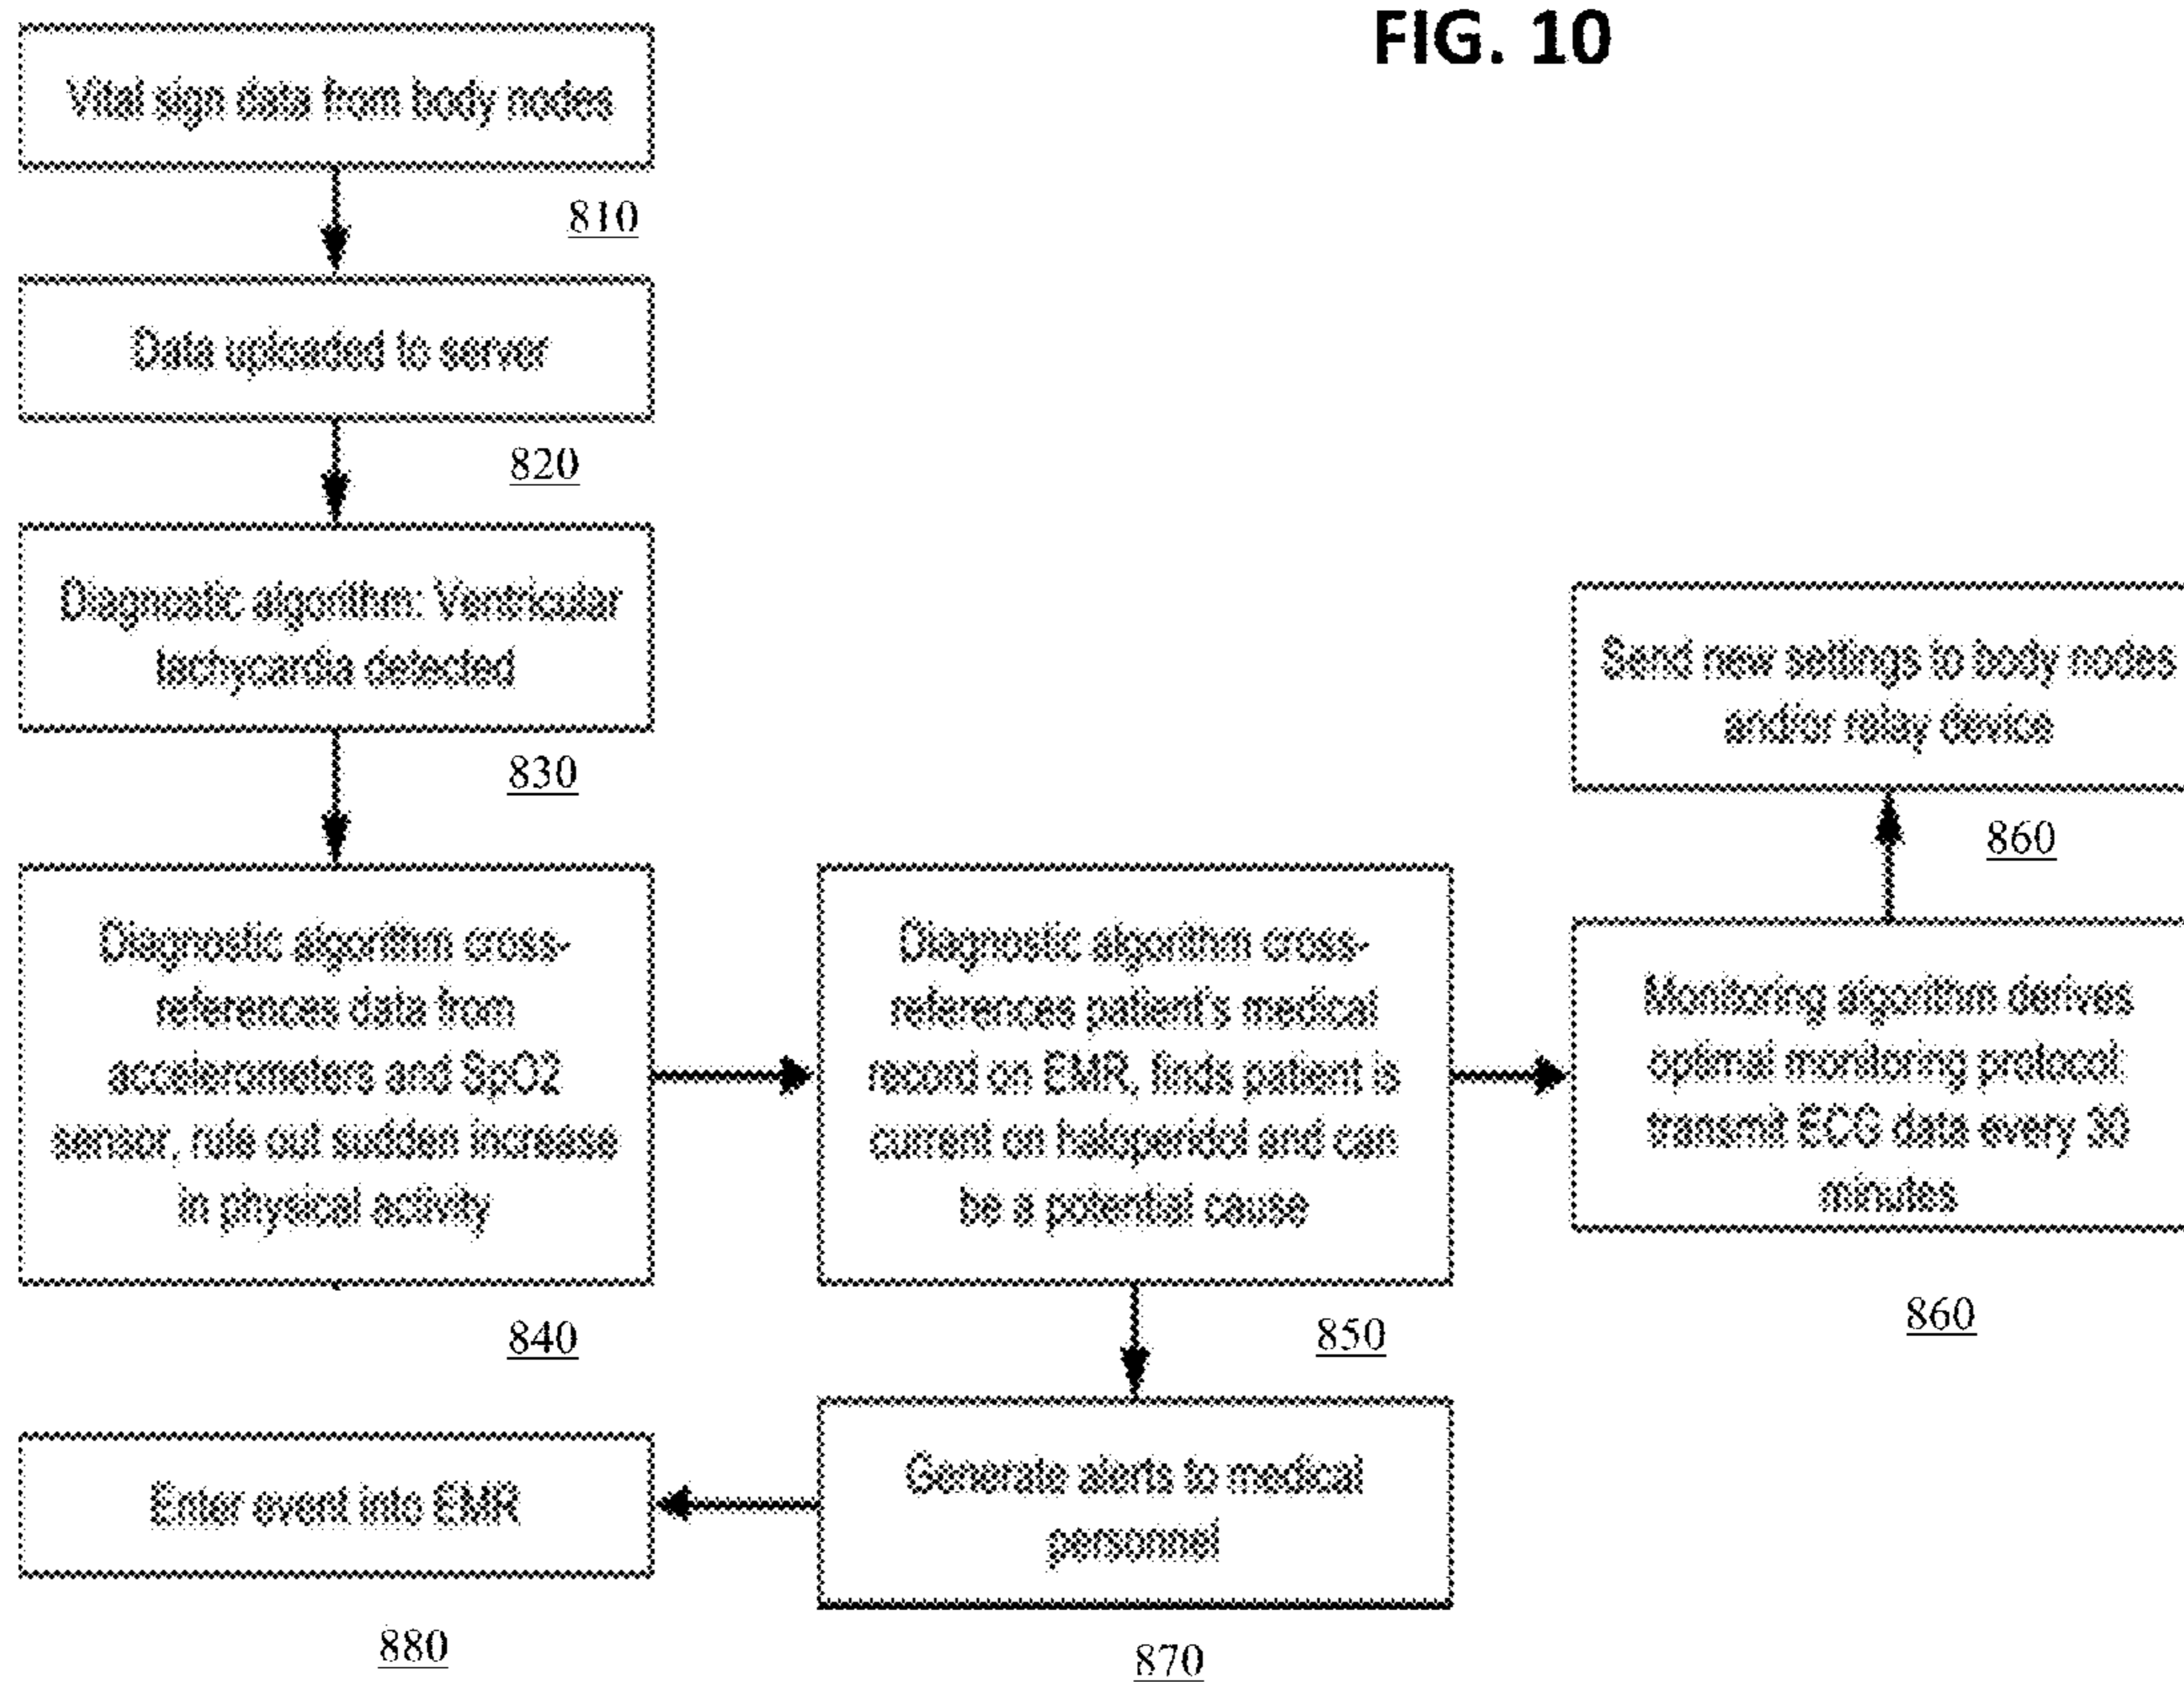 FIG. 10
Vital sign data from body nodes
810
Data uploaded to server
820
Diagnostic algorithm: Ventricular
tachycardia detected
830
Diagnostic algorithm cross-
references data from
accelerometers and SpO2
sensor, rule out sudden increase
in physical activity
840
Diagnostic algorithm cross-
references patient's medical
record on EMR, finds patient is
current on haloperidol and can
be a potential cause
850
Send new settings to body nodes
and/or relay device
860
Monitoring algorithm derives
optimal monitoring protocol:
transmit ECG data every 30
minutes
860
Generate alerts to medical
personnel
870
Enter event into EMR
880